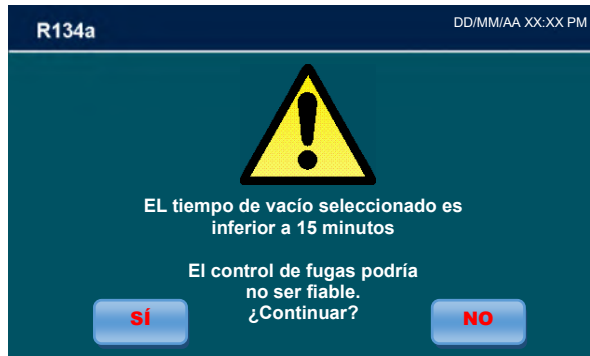 R134a
DD/MM/AA XX:XX PM
EL tiempo de vacío seleccionado es
inferior a 15 minutos
El control de fugas podría
no ser fiable.
¿Continuar?
SÍ
NO